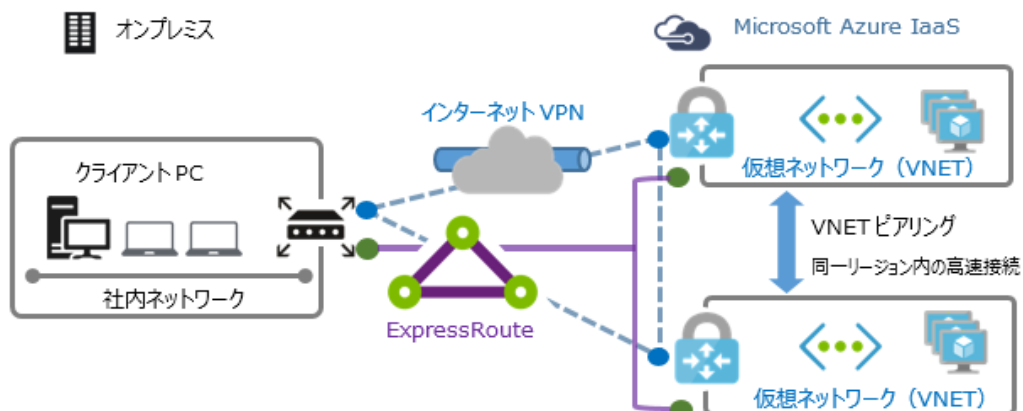 オンプレミス
Microsoft Azure IaaS
インターネット VPN
クライアント PC
仮想ネットワーク（VNET）
VNET ピアリング
同一リージョン内の高速接続
社内ネットワーク
ExpressRoute
仮想ネットワーク（VNET）